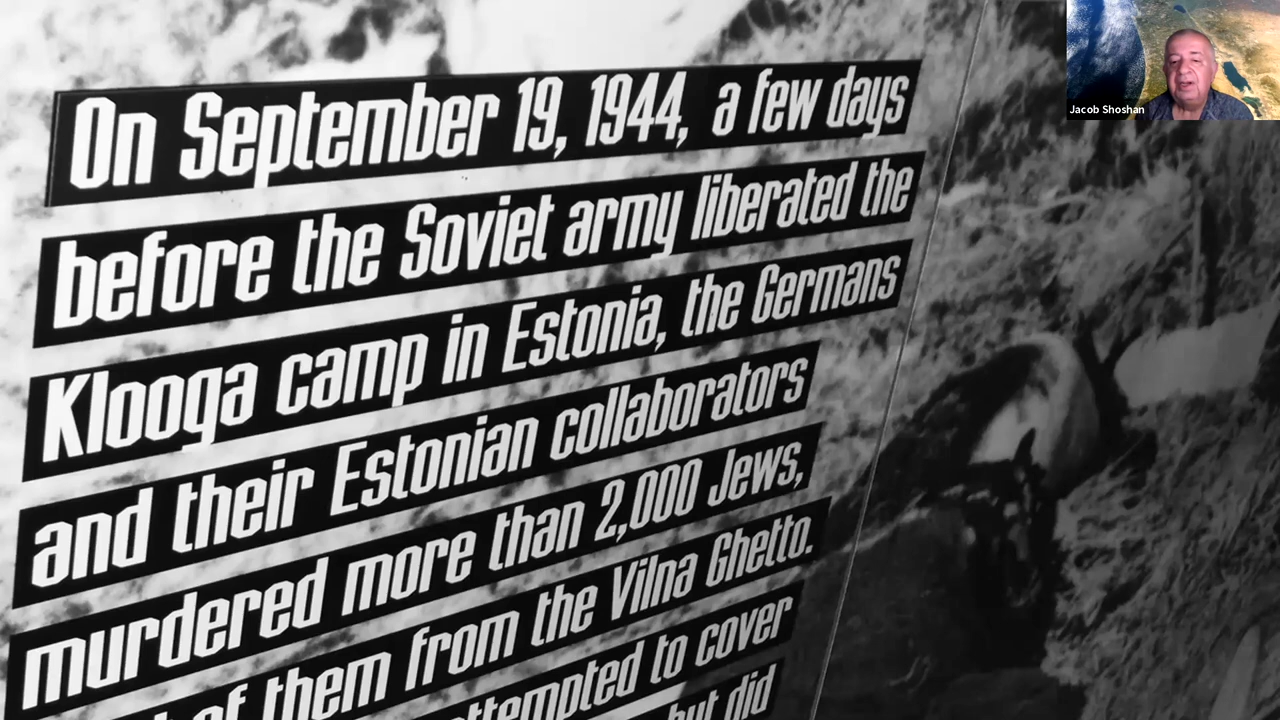 On September 19, 1944, a few days
before the Soviet army liberated the
Klooga camp in Estonia, the Germans
and their Estonian collaborators
murdered more than 2,000 Jews,
of them from the Vilna Ghetto.
attempted to cover
but did
Jacob Shoshan